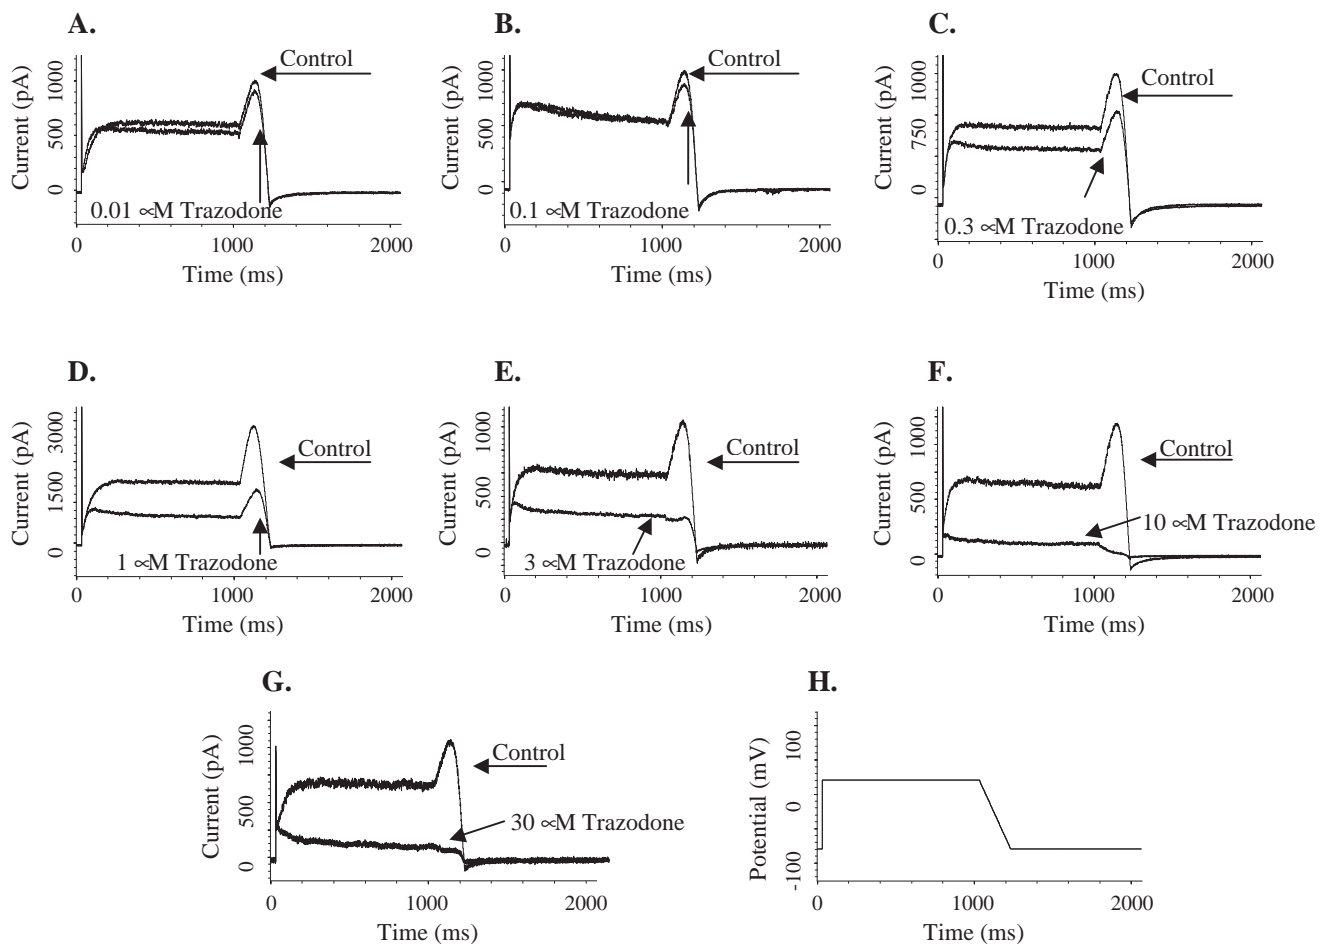 A.
Control
Current (pA)
1000
500
0
0.01 ∝M Trazodone
0
1000
2000
Time (ms)
B.
Control
Current (pA)
1000
500
0
0.1 ∝M Trazodone
0
1000
2000
Time (ms)
C.
Control
Current (pA)
1000
750
0
0.3 ∝M Trazodone
0
1000
2000
Time (ms)
D.
Control
Current (pA)
3000
1500
0
1 ∝M Trazodone
0
1000
2000
Time (ms)
E.
Control
Current (pA)
1000
500
0
3 ∝M Trazodone
0
1000
2000
Time (ms)
F.
Control
Current (pA)
1000
500
0
10 ∝M Trazodone
0
1000
2000
Time (ms)
G.
Control
Current (pA)
1000
500
0
30 ∝M Trazodone
0
1000
2000
Time (ms)
H.
Potential (mV)
100
0
-100
0
1000
2000
Time (ms)